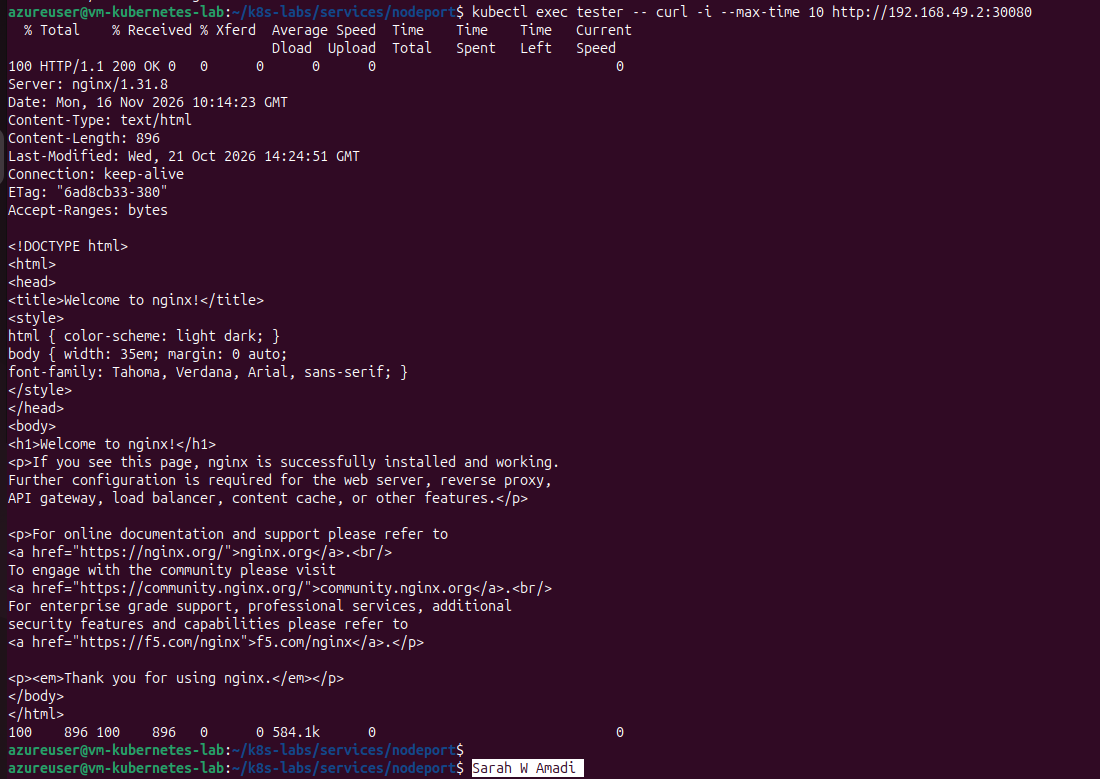 azureuser@vm-kubernetes-lab:~/k8s-labs/services/nodeport$ kubectl exec tester -- curl -i --max-time 10 http://192.168.49.2:30080
  % Total    % Received % Xferd  Average Speed  Time    Time    Time   Current
                                 Dload  Upload  Total   Spent   Left   Speed
100 HTTP/1.1 200 OK 0   0      0      0      0                              0
Server: nginx/1.31.8
Date: Mon, 16 Nov 2026 10:14:23 GMT
Content-Type: text/html
Content-Length: 896
Last-Modified: Wed, 21 Oct 2026 14:24:51 GMT
Connection: keep-alive
ETag: "6ad8cb33-380"
Accept-Ranges: bytes

<!DOCTYPE html>
<html>
<head>
<title>Welcome to nginx!</title>
<style>
html { color-scheme: light dark; }
body { width: 35em; margin: 0 auto;
font-family: Tahoma, Verdana, Arial, sans-serif; }
</style>
</head>
<body>
<h1>Welcome to nginx!</h1>
<p>If you see this page, nginx is successfully installed and working.
Further configuration is required for the web server, reverse proxy,
API gateway, load balancer, content cache, or other features.</p>

<p>For online documentation and support please refer to
<a href="https://nginx.org/">nginx.org</a>.<br/>
To engage with the community please visit
<a href="https://community.nginx.org/">community.nginx.org</a>.<br/>
For enterprise grade support, professional services, additional
security features and capabilities please refer to
<a href="https://f5.com/nginx">f5.com/nginx</a>.</p>

<p><em>Thank you for using nginx.</em></p>
</body>
</html>
100    896 100    896   0      0 584.1k      0                              0
azureuser@vm-kubernetes-lab:~/k8s-labs/services/nodeport$
azureuser@vm-kubernetes-lab:~/k8s-labs/services/nodeport$ Sarah W Amadi